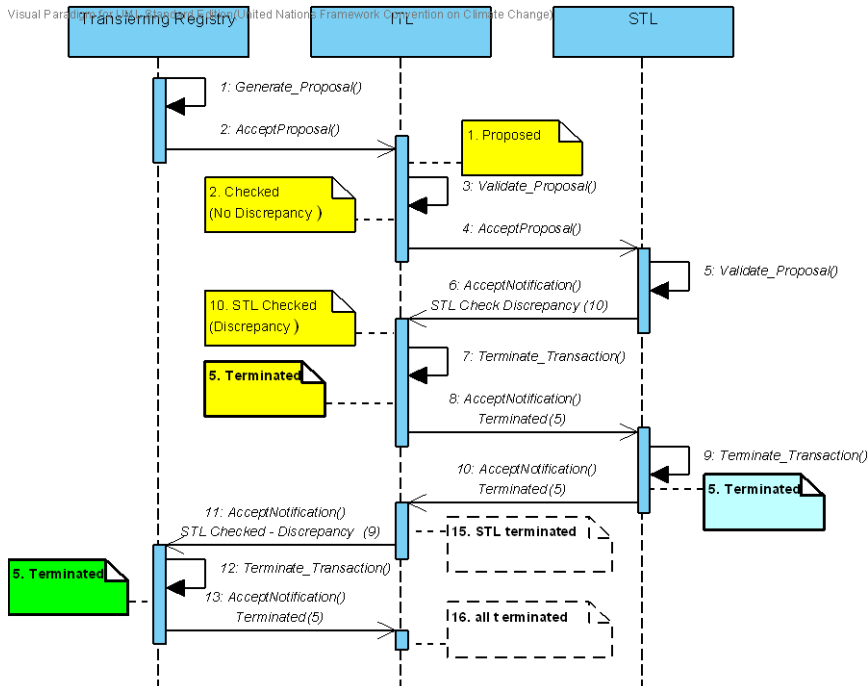 Visual Paradigm for UML Standard Edition(United Nations Framework Convention on Climate Change)
Transferring Registry
ITL
STL
1: Generate_Proposal()
2: AcceptProposal()
1. Proposed
2. Checked
(No Discrepancy )
3: Validate_Proposal()
4: AcceptProposal()
5: Validate_Proposal()
6: AcceptNotification()
STL Check Discrepancy (10)
10. STL Checked
(Discrepancy )
7: Terminate_Transaction()
5. Terminated
8: AcceptNotification()
Terminated(5)
9: Terminate_Transaction()
10: AcceptNotification()
Terminated(5)
5. Terminated
11: AcceptNotification()
STL Checked - Discrepancy (9)
15. STL terminated
12: Terminate_Transaction()
5. Terminated
13: AcceptNotification()
Terminated(5)
16. all t erminated